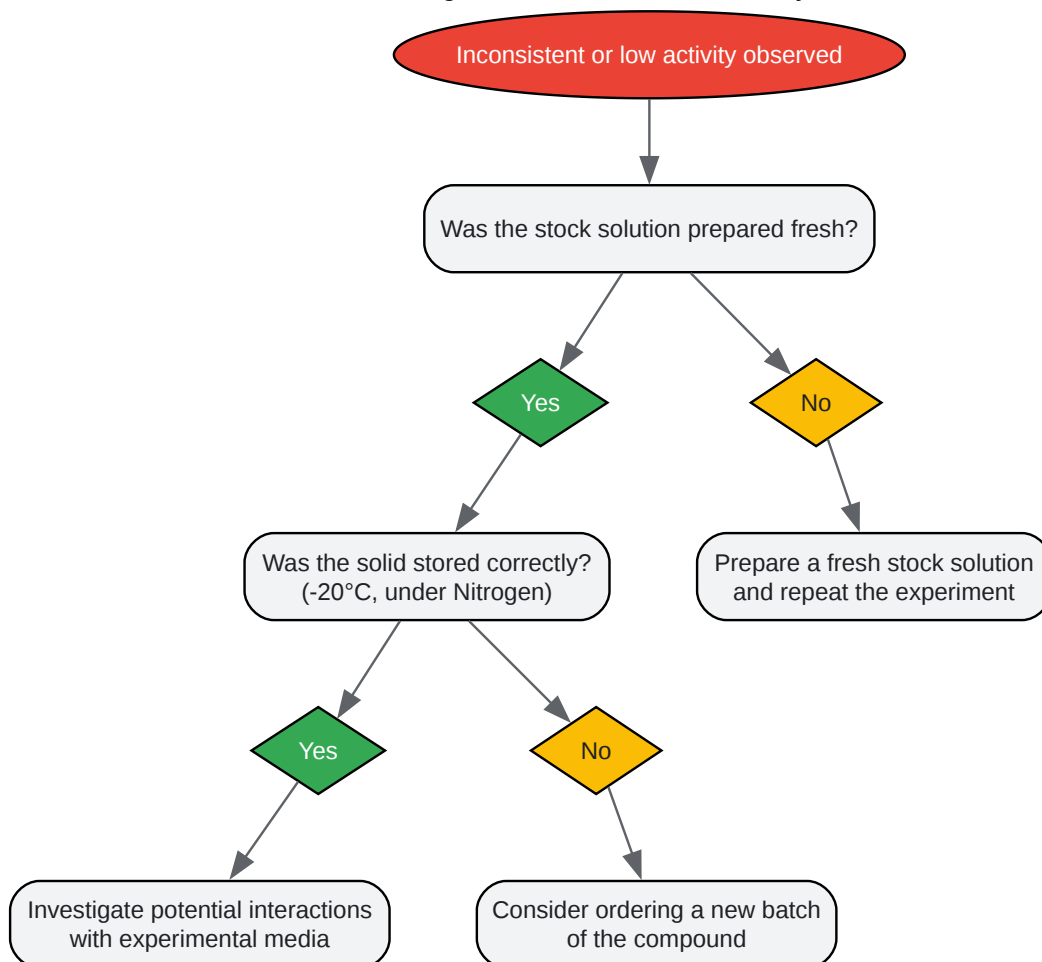 Inconsistent or low activity observed
Was the stock solution prepared fresh?
Yes
No
Was the solid stored correctly?
(-20°C, under Nitrogen)
Prepare a fresh stock solution
and repeat the experiment
Yes
No
Investigate potential interactions
with experimental media
Consider ordering a new batch
of the compound